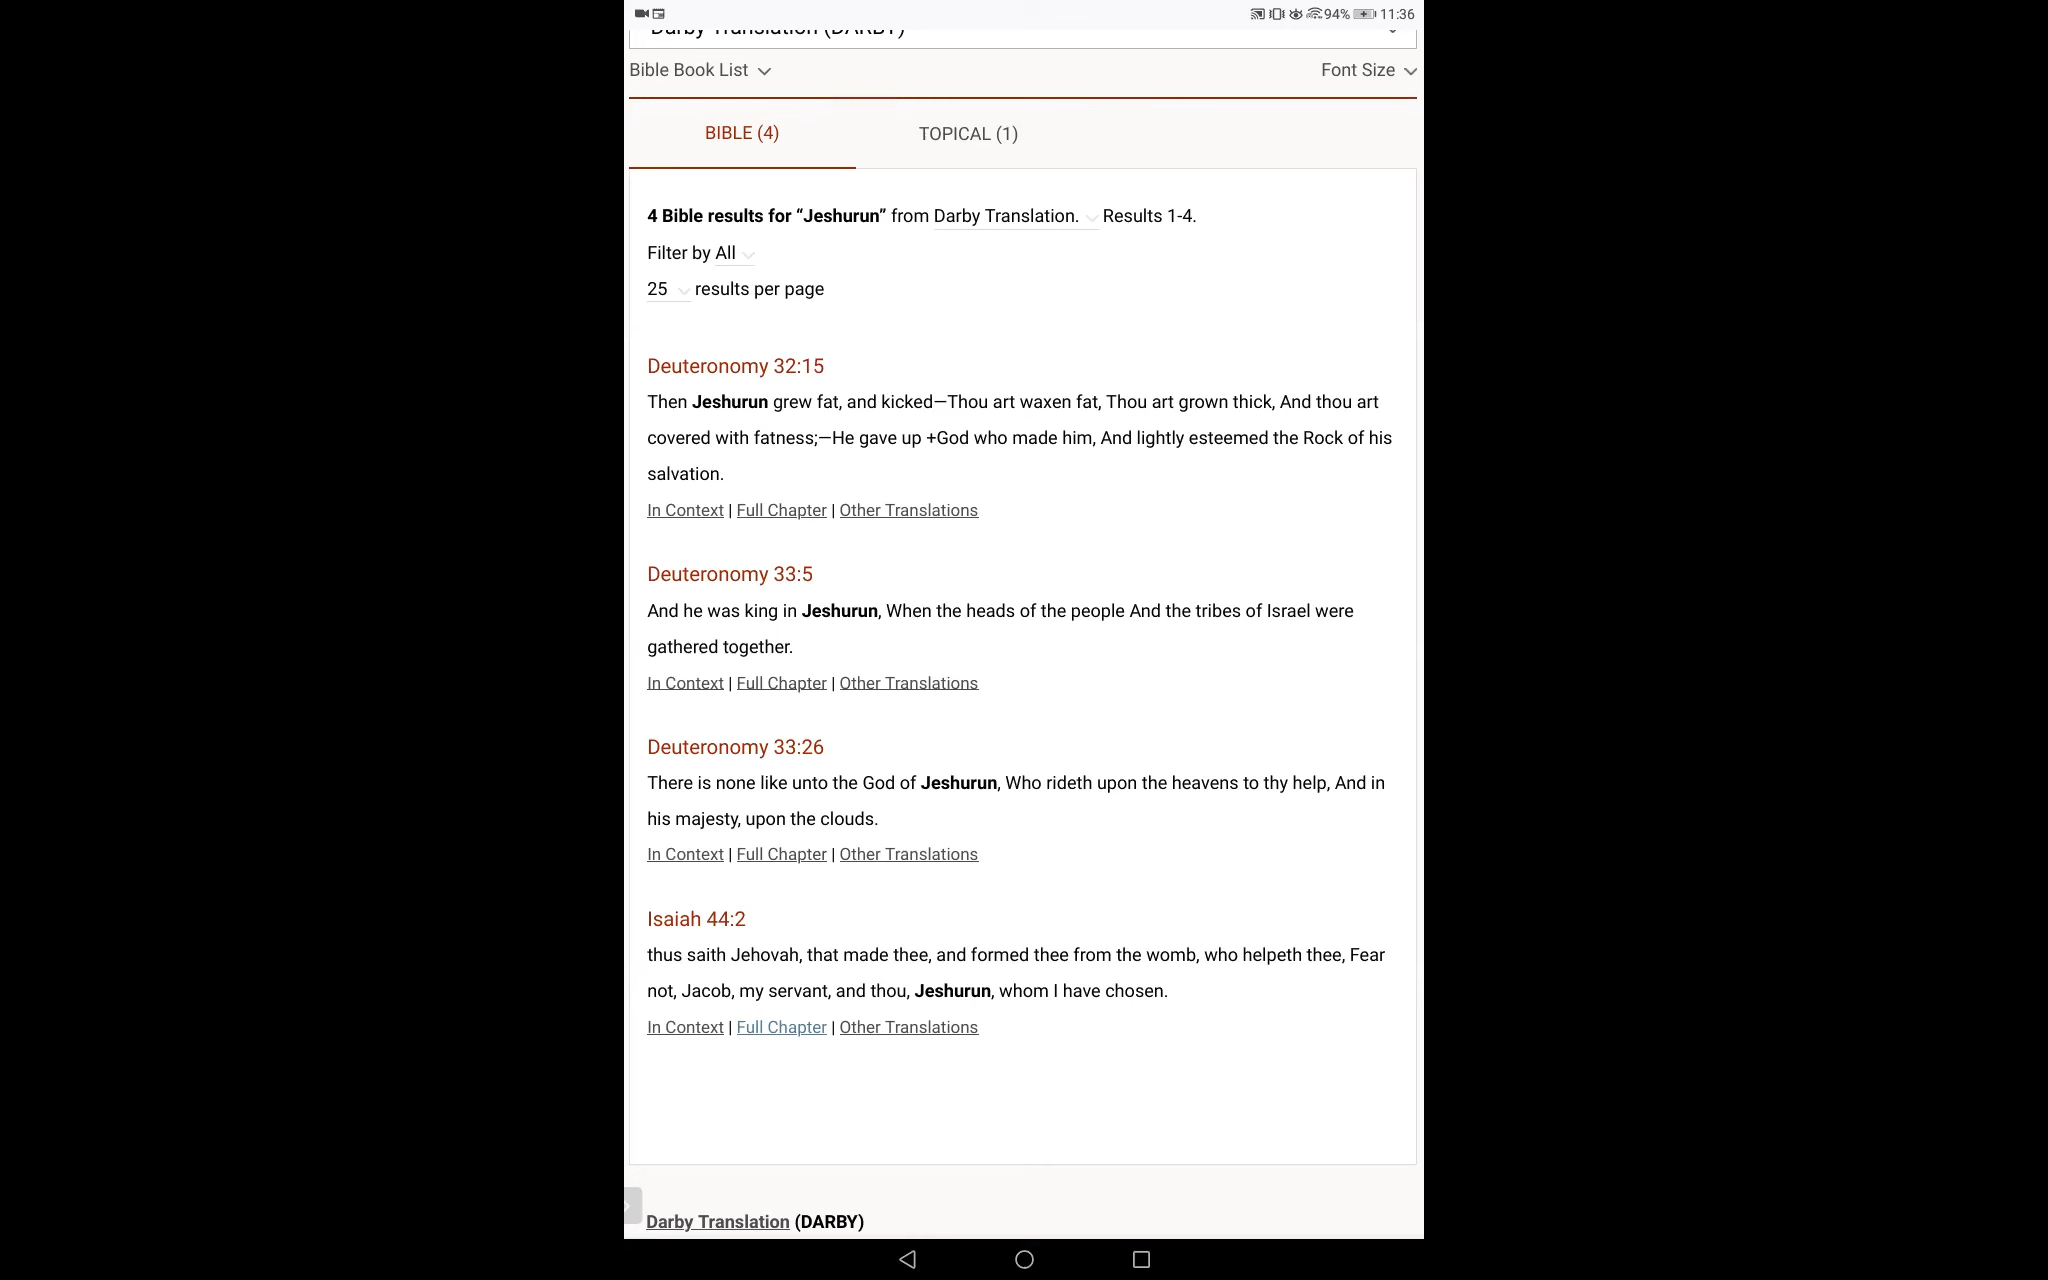 94% 11:36
Darby Translation (DARBY)
Bible Book List Font Size
BIBLE (4) TOPICAL (1)
4 Bible results for “Jeshurun” from Darby Translation. Results 1-4.
Filter by All
25 results per page
Deuteronomy 32:15
Then Jeshurun grew fat, and kicked—Thou art waxen fat, Thou art grown thick, And thou art
covered with fatness;—He gave up +God who made him, And lightly esteemed the Rock of his
salvation.
In Context | Full Chapter | Other Translations
Deuteronomy 33:5
And he was king in Jeshurun, When the heads of the people And the tribes of Israel were
gathered together.
In Context | Full Chapter | Other Translations
Deuteronomy 33:26
There is none like unto the God of Jeshurun, Who rideth upon the heavens to thy help, And in
his majesty, upon the clouds.
In Context | Full Chapter | Other Translations
Isaiah 44:2
thus saith Jehovah, that made thee, and formed thee from the womb, who helpeth thee, Fear
not, Jacob, my servant, and thou, Jeshurun, whom I have chosen.
In Context | Full Chapter | Other Translations
Darby Translation (DARBY)